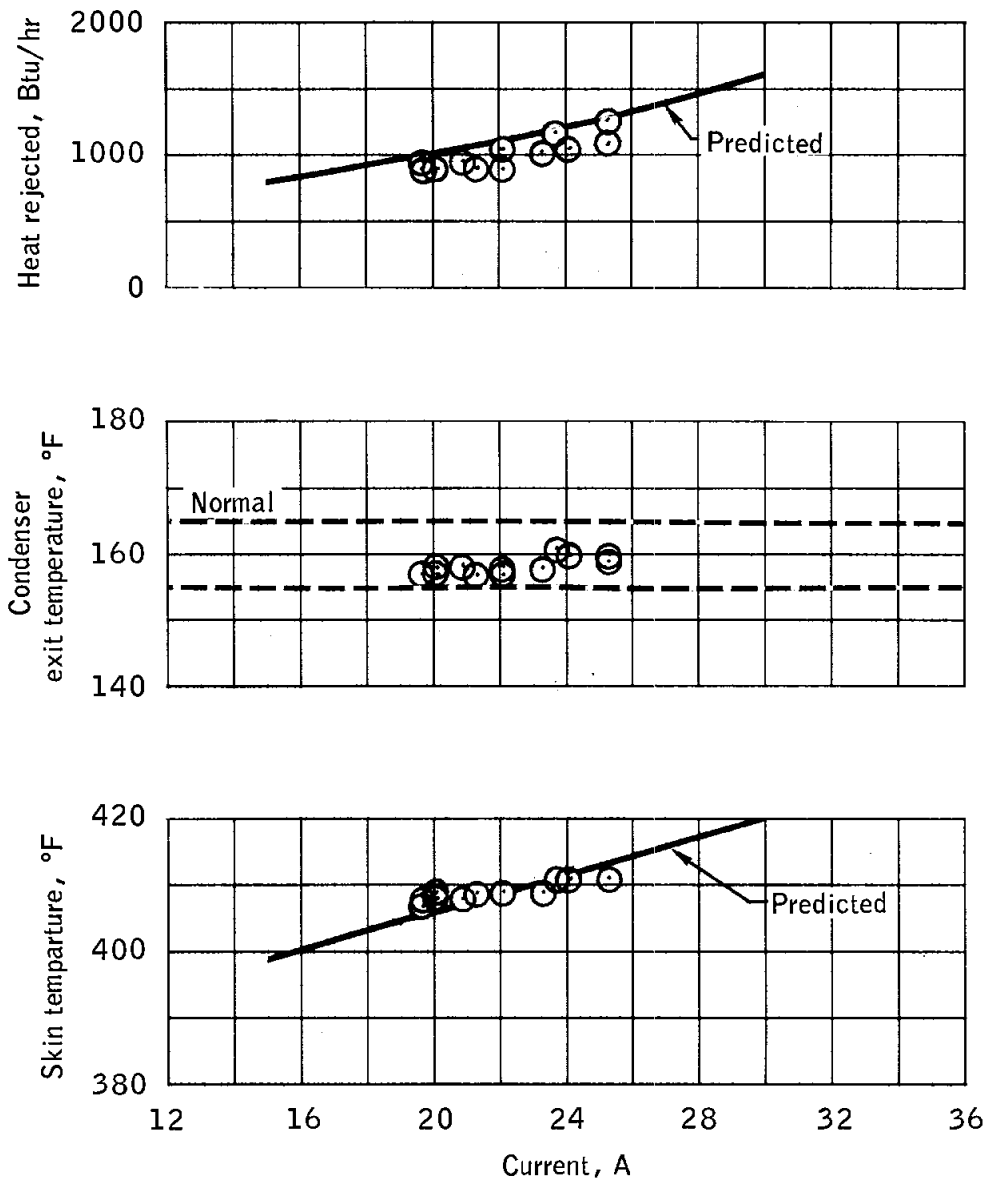 2000
1000
0
Heat rejected, Btu/hr
Predicted
180
160
140
Condenser
exit temperature, °F
Normal
420
400
380
Skin temparture, °F
Predicted
12 16 20 24 28 32 36
Current, A